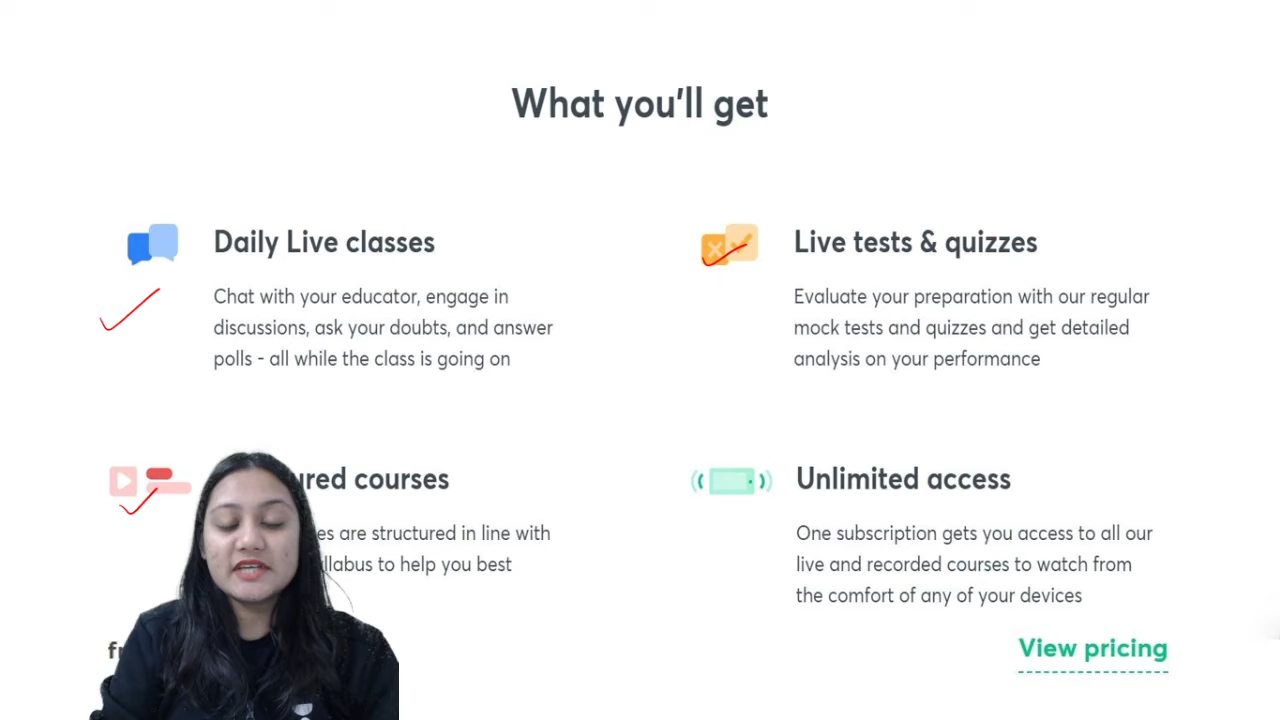 What you'll get
Daily Live classes
Chat with your educator, engage in
discussions, ask your doubts, and answer
polls - all while the class is going on
Live tests & quizzes
Evaluate your preparation with our regular
mock tests and quizzes and get detailed
analysis on your performance
courses
are structured in line with
to help you best
Unlimited access
One subscription gets you access to all our
live and recorded courses to watch from
the comfort of any of your devices
View pricing